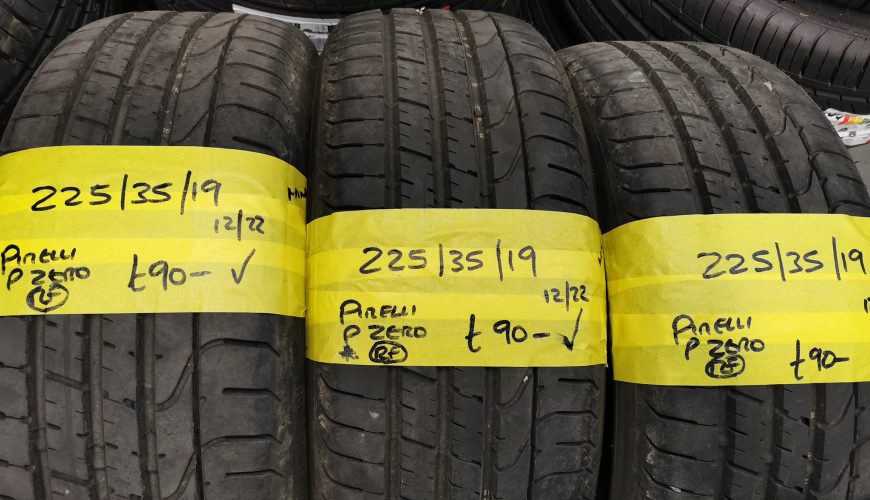 225/35/19
12/22
PIRELLI
P ZERO
RF
£90- ✓
225/35/19
12/22
PIRELLI
P ZERO
* RF
£90- ✓
225/35/19
PIRELLI
P ZERO
RF
£90-